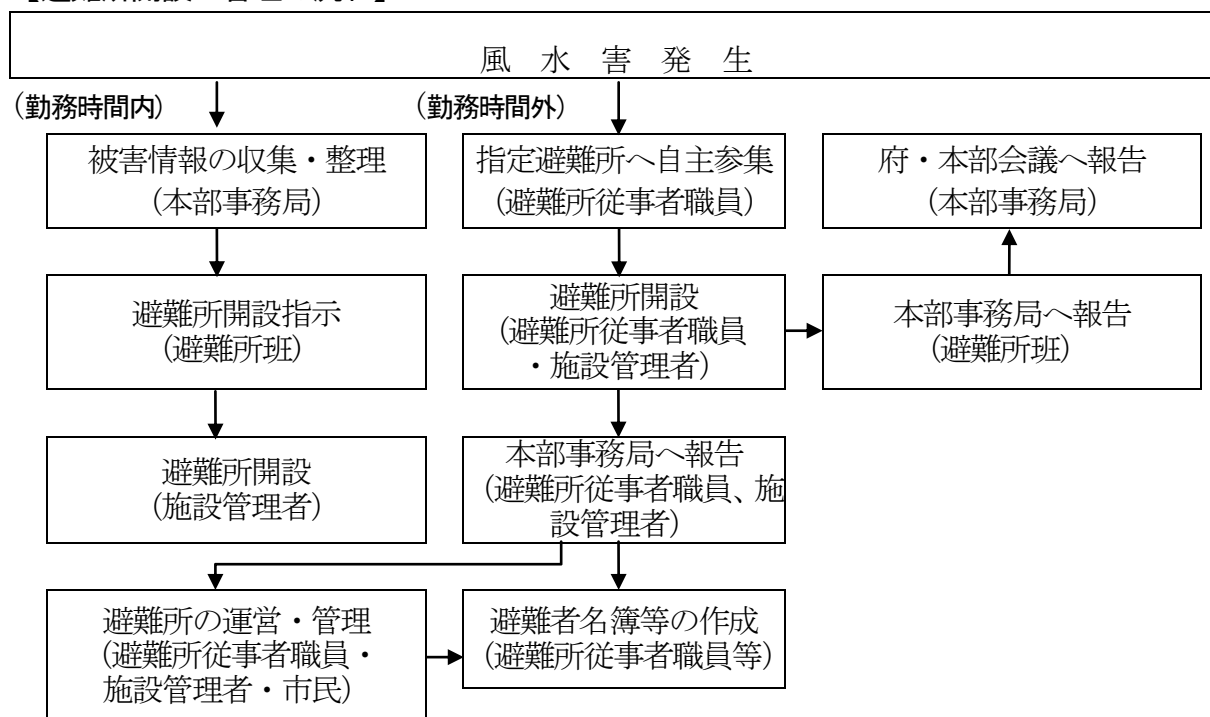 風　水　害　発　生
(勤務時間内)
(勤務時間外)
被害情報の収集・整理
(本部事務局)
指定避難所へ自主参集
(避難所従事者職員)
府・本部会議へ報告
(本部事務局)
避難所開設指示
(避難所班)
避難所開設
(避難所従事者職員
・施設管理者)
本部事務局へ報告
(避難所班)
避難所開設
(施設管理者)
本部事務局へ報告
(避難所従事者職員、施
設管理者)
避難所の運営・管理
(避難所従事者職員・
施設管理者・市民)
避難者名簿等の作成
(避難所従事者職員等)